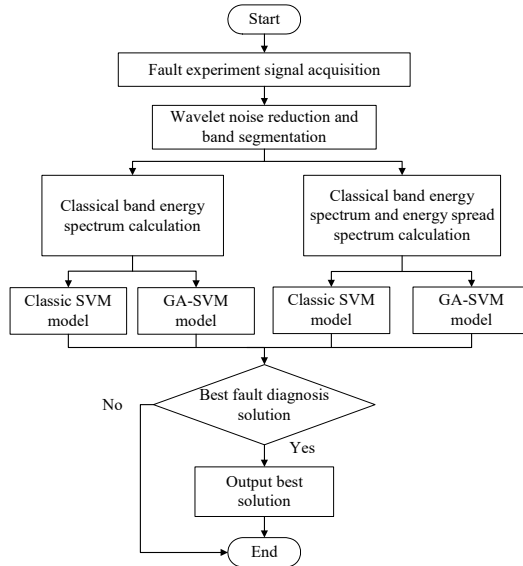 Start
Fault experiment signal acquisition
Wavelet noise reduction and
band segmentation
Classical band energy
spectrum calculation
Classical band energy
spectrum and energy spread
spectrum calculation
Classic SVM
model
GA-SVM
model
Classic SVM
model
GA-SVM
model
Best fault diagnosis
solution
No
Yes
Output best
solution
End